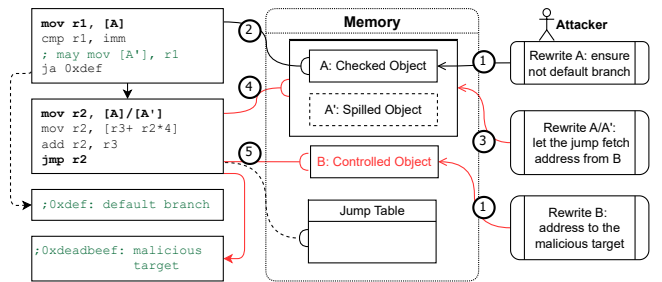 mov r1, [A]
cmp r1, imm
; may mov [A'], r1
ja 0xdef
mov r2, [A]/[A']
mov r2, [r3+ r2*4]
add r2, r3
jmp r2
;0xdef: default branch
;0xdeadbeef: malicious
target
2
4
5
Memory
A: Checked Object
A': Spilled Object
B: Controlled Object
Jump Table
1
3
1
Attacker
Rewrite A: ensure
not default branch
Rewrite A/A':
let the jump fetch
address from B
Rewrite B:
address to the
malicious target